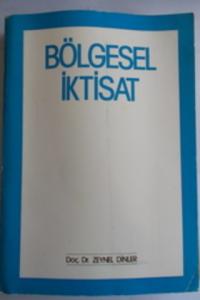 BÖLGESEL
İKTİSAT
Doç. Dr. ZEYNEL DİNLER